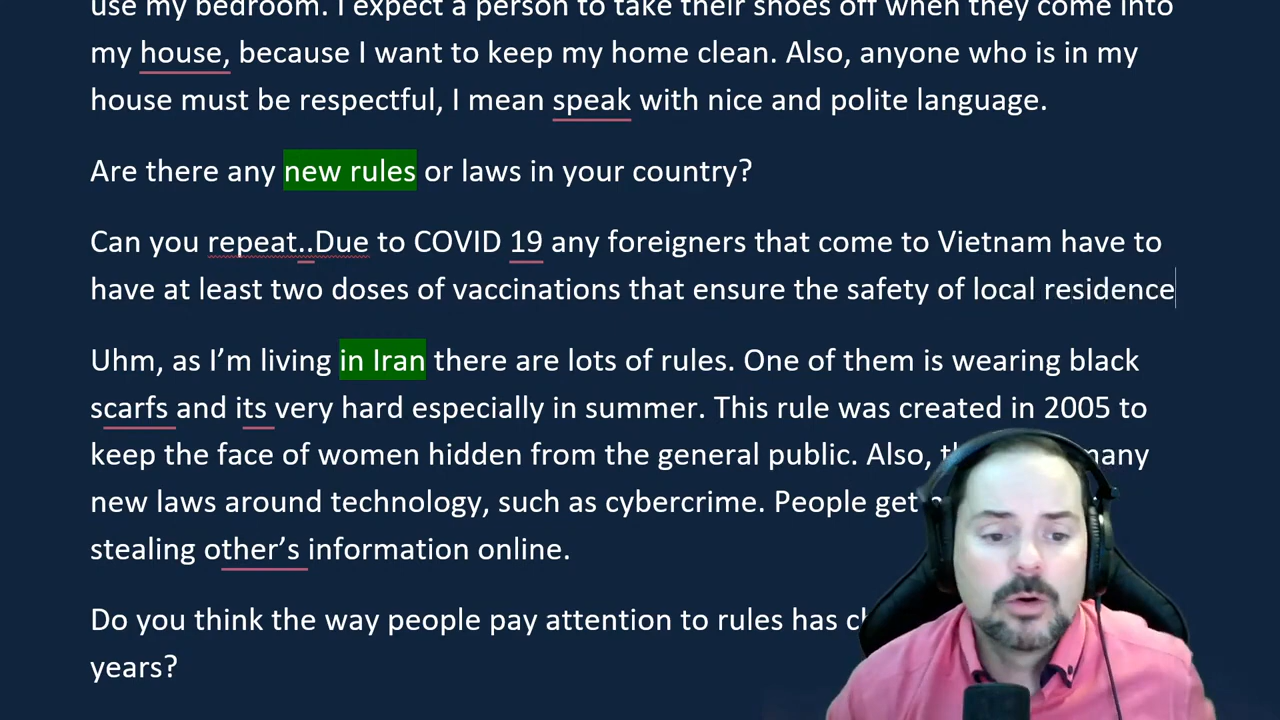 use my bedroom. I expect a person to take their shoes off when they come into
my house, because I want to keep my home clean. Also, anyone who is in my
house must be respectful, I mean speak with nice and polite language.
Are there any new rules or laws in your country?
Can you repeat..Due to COVID 19 any foreigners that come to Vietnam have to
have at least two doses of vaccinations that ensure the safety of local residence
Uhm, as I’m living in Iran there are lots of rules. One of them is wearing black
scarfs and its very hard especially in summer. This rule was created in 2005 to
keep the face of women hidden from the general public. Also, many
new laws around technology, such as cybercrime. People get
stealing other’s information online.
Do you think the way people pay attention to rules has
years?